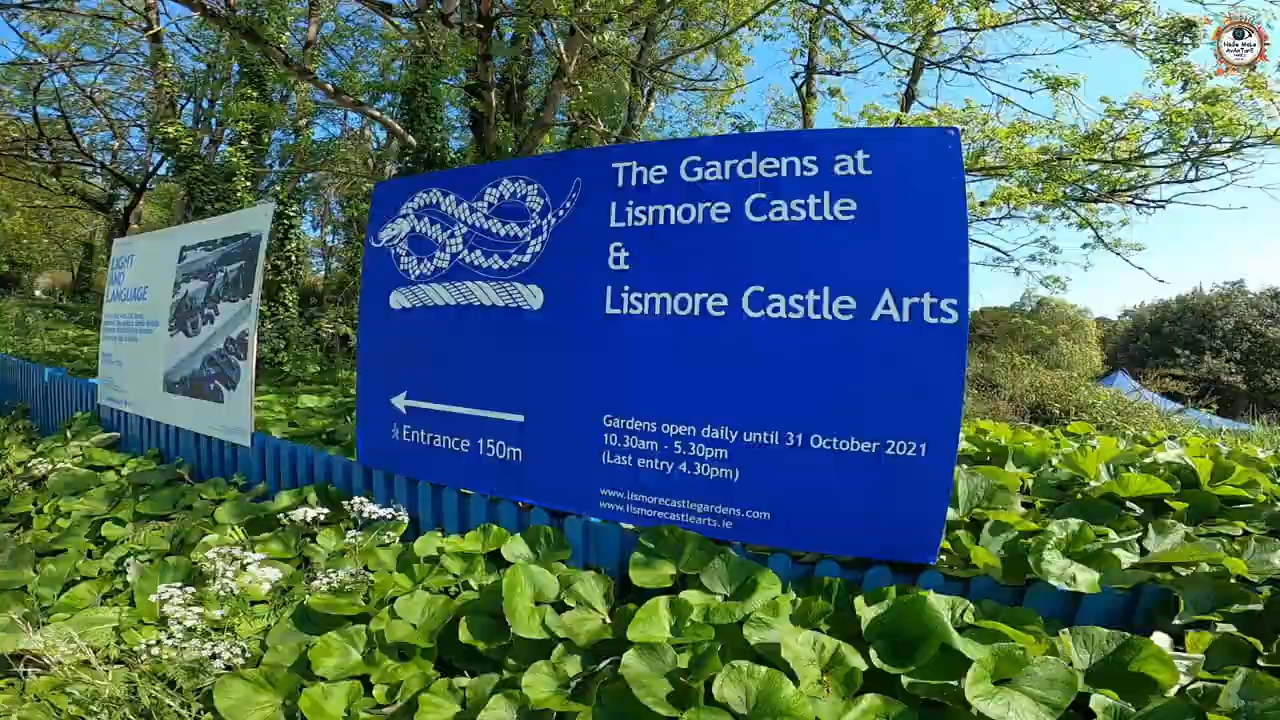 The Gardens at
Lismore Castle
&
Lismore Castle Arts
Entrance 150m
Gardens open daily until 31 October 2021
10.30am - 5.30pm
(Last entry 4.30pm)
www.lismorecastlegardens.com
www.lismorecastlearts.ie
LIGHT
AND
LANGUAGE